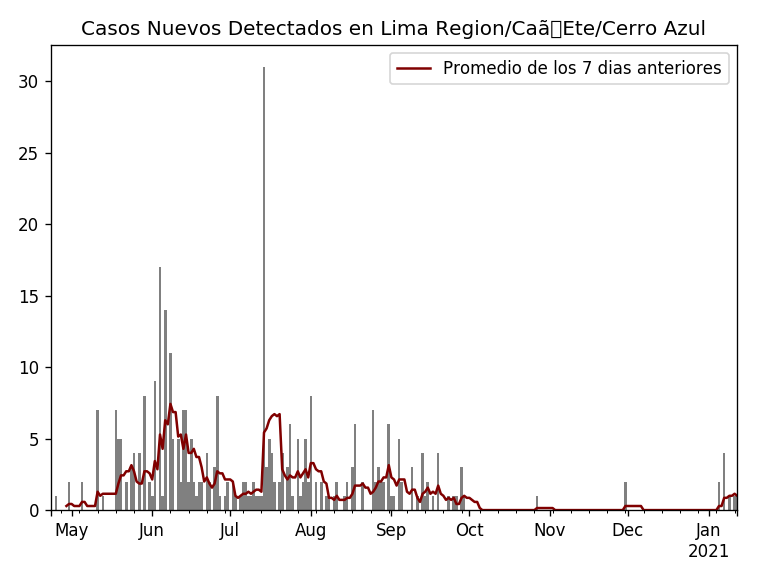 Casos Nuevos Detectados en Lima Region/Caã▯Ete/Cerro Azul
Promedio de los 7 dias anteriores
30
25
20
15
10
5
0
May Jun Jul Aug Sep Oct Nov Dec Jan
2021